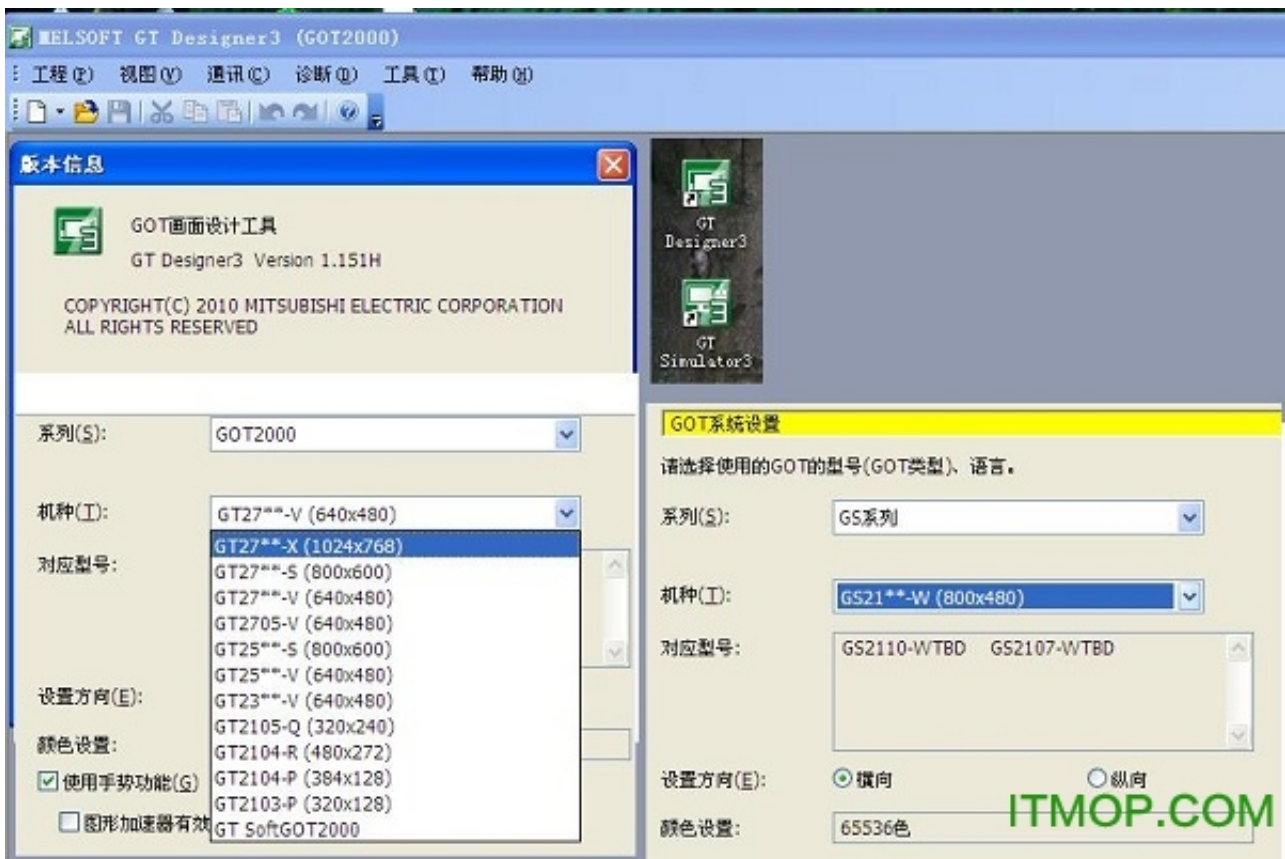 MELSOFT GT Designer3 (GOT2000)
工程(P) 视图(V) 通讯(C) 诊断(D) 工具(T) 帮助(H)
版本信息
GOT画面设计工具
GT Designer3 Version 1.151H
COPYRIGHT(C) 2010 MITSUBISHI ELECTRIC CORPORATION
ALL RIGHTS RESERVED
GT
Designer3
GT
Simulator3
系列(S): GOT2000
机种(T): GT27**-V (640x480)
GT27**-X (1024x768)
GT27**-S (800x600)
GT27**-V (640x480)
GT2705-V (640x480)
GT25**-S (800x600)
GT25**-V (640x480)
GT23**-V (640x480)
GT2105-Q (320x240)
GT2104-R (480x272)
GT2104-P (384x128)
GT2103-P (320x128)
GT SoftGOT2000
对应型号:
设置方向(E):
颜色设置:
使用手势功能(G)
图形加速器有效
GOT系统设置
请选择使用的GOT的型号(GOT类型)、语言。
系列(S): GS系列
机种(T): GS21**-W (800x480)
对应型号: GS2110-WTBD GS2107-WTBD
设置方向(E): 横向 纵向
颜色设置: 65536色
ITMOP.COM